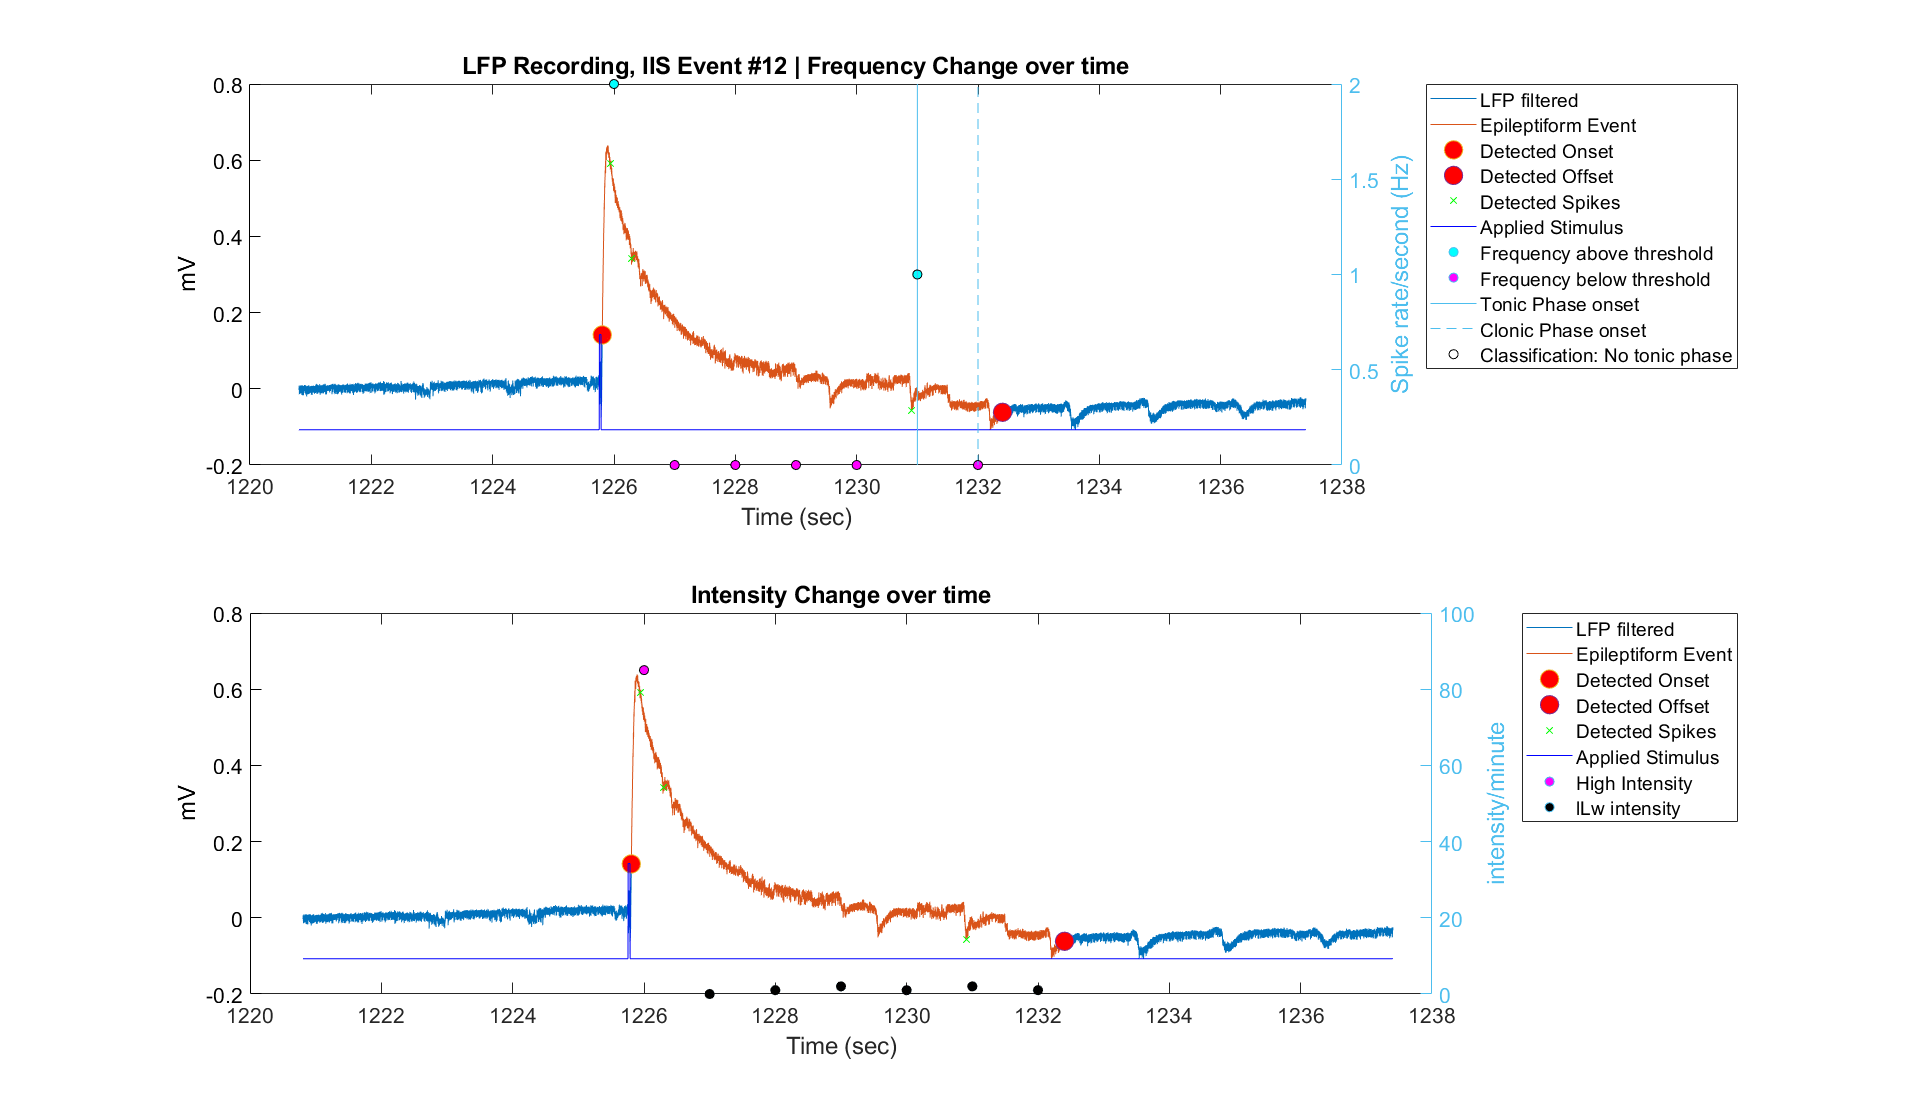 LFP Recording, IIS Event #12 | Frequency Change over time
0.8
0.6
0.4
0.2
0
-0.2
mV
1220 1222 1224 1226 1228 1230 1232 1234 1236 1238
Time (sec)
2
1.5
1
0.5
0
Spike rate/second (Hz)
LFP filtered
Epileptiform Event
Detected Onset
Detected Offset
Detected Spikes
Applied Stimulus
Frequency above threshold
Frequency below threshold
Tonic Phase onset
Clonic Phase onset
Classification: No tonic phase
Intensity Change over time
0.8
0.6
0.4
0.2
0
-0.2
mV
1220 1222 1224 1226 1228 1230 1232 1234 1236 1238
Time (sec)
100
80
60
40
20
0
intensity/minute
LFP filtered
Epileptiform Event
Detected Onset
Detected Offset
Detected Spikes
Applied Stimulus
High Intensity
lLw intensity